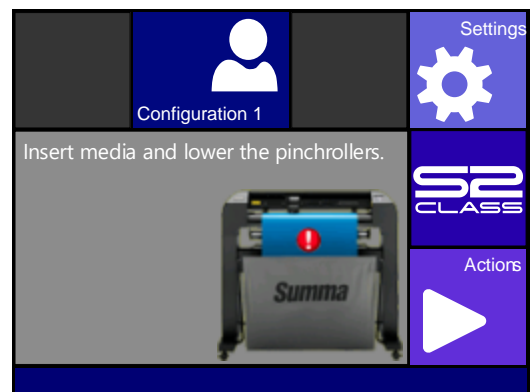 Settings
Configuration 1
Insert media and lower the pinchrollers.
S2
CLASS
Summa
Actions